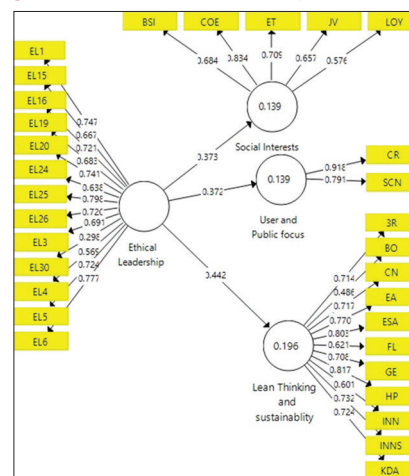 BSI
COE
ET
JV
LOY
0.684
0.834
0.709
0.657
0.576
0.139
Social Interests
EL1
EL15
EL16
EL19
EL20
EL24
EL25
EL26
EL3
EL30
EL4
EL5
EL6
0.747
0.667
0.721
0.683
0.741
0.638
0.798
0.726
0.691
0.298
0.569
0.724
0.777
Ethical
Leadership
0.373
0.372
0.442
0.139
User and
Public focus
0.918
0.791
CR
SCN
0.196
Lean Thinking
and
sustainablity
0.714
0.486
0.717
0.770
0.803
0.621
0.708
0.817
0.601
0.732
0.724
3R
BO
CN
EA
ESA
FL
GE
HP
INN
INNS
KDA